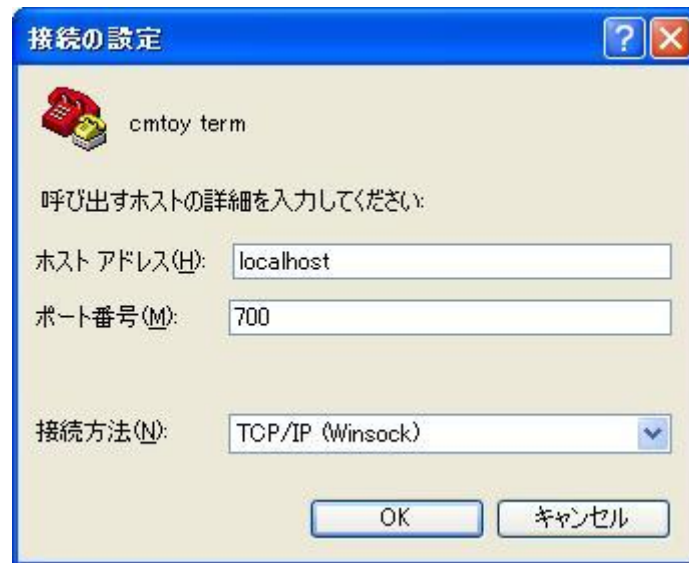 接続の設定
cmtoy term
呼び出すホストの詳細を入力してください:
ホスト アドレス(H): localhost
ポート番号(M): 700
接続方法(N): TCP/IP (Winsock)
OK キャンセル